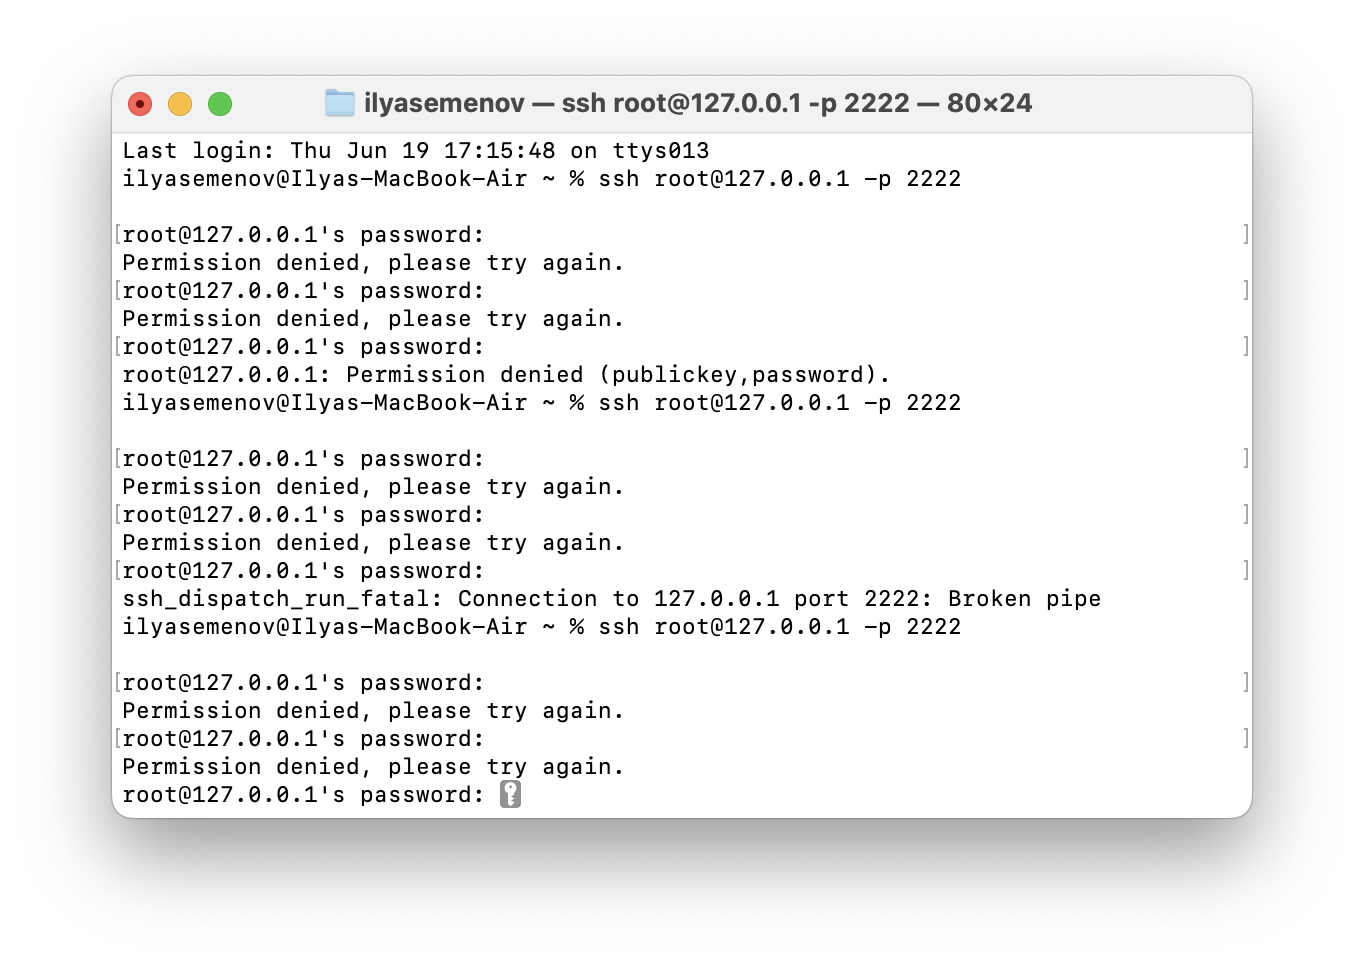 ilyasemenov — ssh root@127.0.0.1 -p 2222 — 80×24
Last login: Thu Jun 19 17:15:48 on ttys013
ilyasemenov@Ilyas-MacBook-Air ~ % ssh root@127.0.0.1 -p 2222
[root@127.0.0.1's password: ]
Permission denied, please try again.
[root@127.0.0.1's password: ]
Permission denied, please try again.
[root@127.0.0.1's password: ]
root@127.0.0.1: Permission denied (publickey,password).
ilyasemenov@Ilyas-MacBook-Air ~ % ssh root@127.0.0.1 -p 2222
[root@127.0.0.1's password: ]
Permission denied, please try again.
[root@127.0.0.1's password: ]
Permission denied, please try again.
[root@127.0.0.1's password: ]
ssh_dispatch_run_fatal: Connection to 127.0.0.1 port 2222: Broken pipe
ilyasemenov@Ilyas-MacBook-Air ~ % ssh root@127.0.0.1 -p 2222
[root@127.0.0.1's password: ]
Permission denied, please try again.
[root@127.0.0.1's password: ]
Permission denied, please try again.
root@127.0.0.1's password: